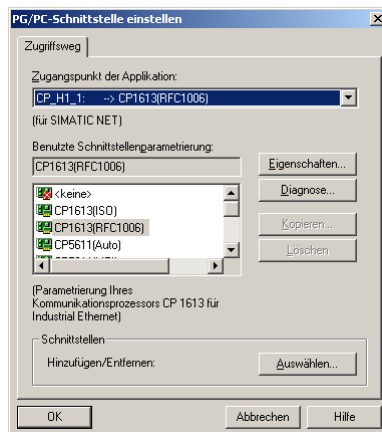 PG/PC-Schnittstelle einstellen
Zugriffsweg
Zugangspunkt der Applikation:
CP_H1_1: --> CP1613(RFC1006)
(für SIMATIC NET)
Benutzte Schnittstellenparametrierung:
CP1613(RFC1006)
Eigenschaften...
<keine>
Diagnose...
CP1613(ISO)
CP1613(RFC1006)
Kopieren...
CP5611(Auto)
Löschen
(Parametrierung Ihres
Kommunikationsprozessors CP 1613 für
Industrial Ethernet)
Schnittstellen
Hinzufügen/Entfernen:
Auswählen...
OK
Abbrechen
Hilfe